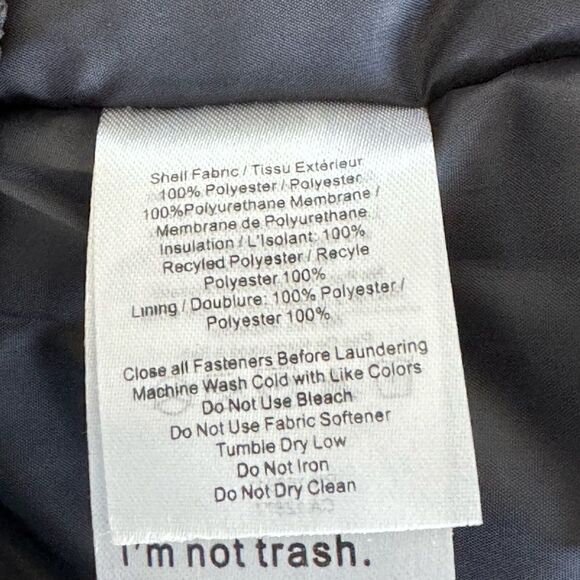 Shell Fabric / Tissu Extérieur
100% Polyester / Polyester
100%Polyurethane Membrane /
Membrane de Polyurethane
Insulation / L'Isolant: 100%
Recyled Polyester / Recyle
Polyester 100%
Lining / Doublure: 100% Polyester /
Polyester 100%
Close all Fasteners Before Laundering
Machine Wash Cold with Like Colors
Do Not Use Bleach
Do Not Use Fabric Softener
Tumble Dry Low
Do Not Iron
Do Not Dry Clean
I'm not trash.